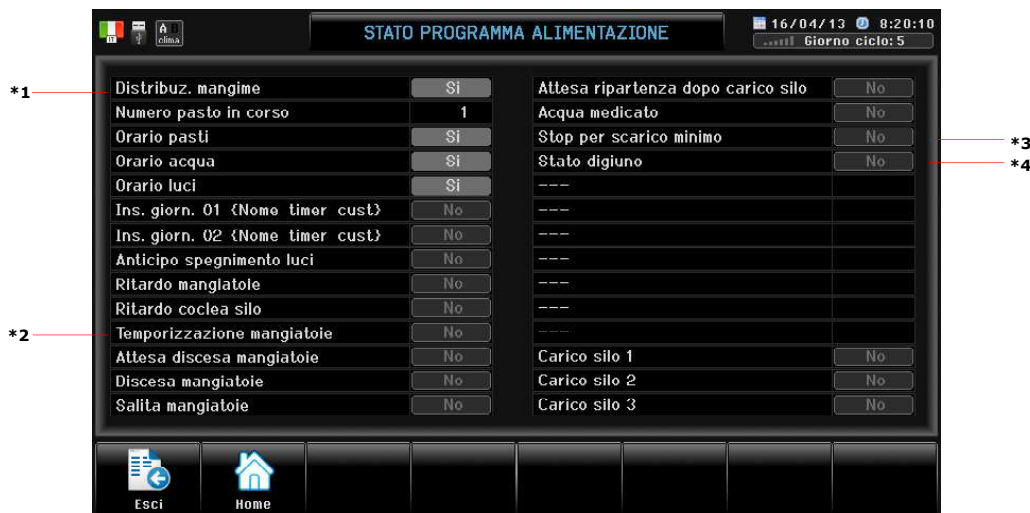 IT
A B
clima
STATO PROGRAMMA ALIMENTAZIONE
16/04/13 8:20:10
Giorno ciclo: 5
*1
Distribuz. mangime Si
Numero pasto in corso 1
Orario pasti Si
Orario acqua Si
Orario luci Si
Ins. giorn. 01 {Nome timer cust} No
Ins. giorn. 02 {Nome timer cust} No
Anticipo spegnimento luci No
Ritardo mangiatoie No
Ritardo coclea silo No
*2
Temporizzazione mangiatoie No
Attesa discesa mangiatoie No
Discesa mangiatoie No
Salita mangiatoie No
Attesa ripartenza dopo carico silo No
Acqua medicato No
Stop per scarico minimo No
*3
Stato digiuno No
*4
---
---
---
---
---
---
---
Carico silo 1 No
Carico silo 2 No
Carico silo 3 No
Esci
Home